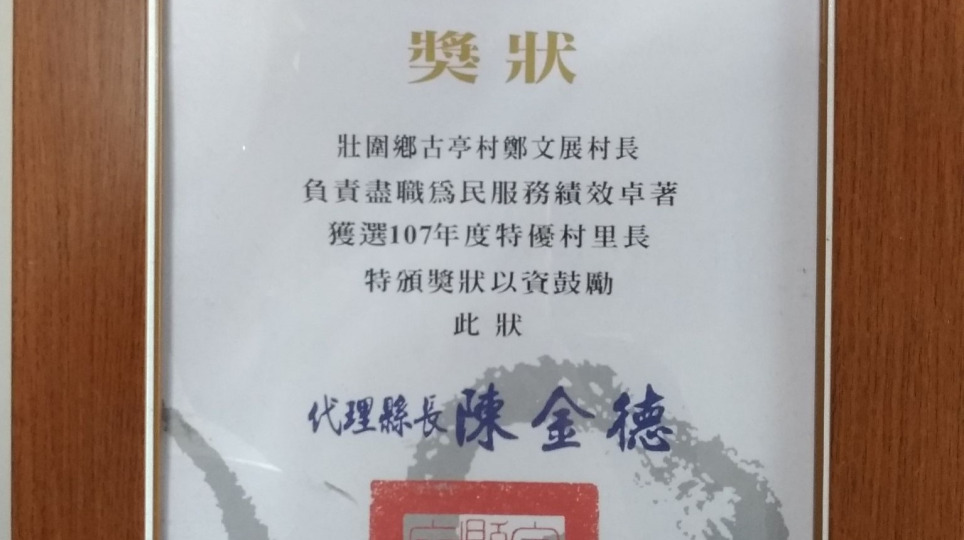 獎狀
壯圍鄉古亭村鄭文展村長
負責盡職爲民服務績效卓著
獲選107年度特優村里長
特頒獎狀以資鼓勵
此狀
代理縣長陳金德